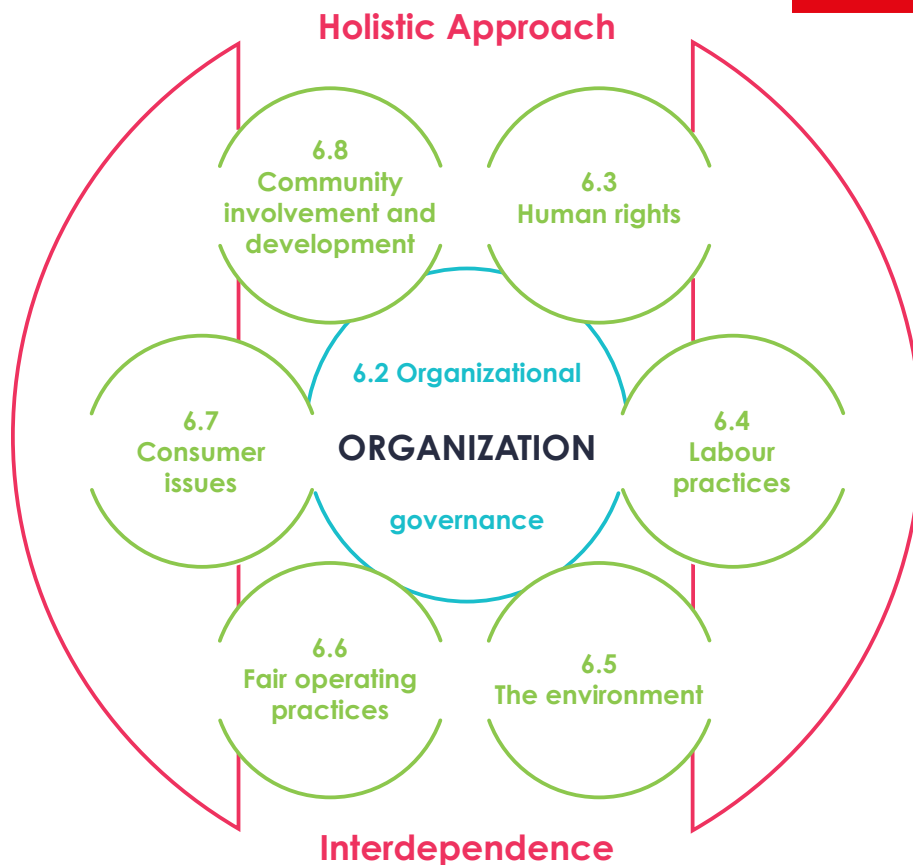 Holistic Approach
6.8
Community
involvement and
development
6.3
Human rights
6.2 Organizational
ORGANIZATION
governance
6.7
Consumer
issues
6.4
Labour
practices
6.6
Fair operating
practices
6.5
The environment
Interdependence